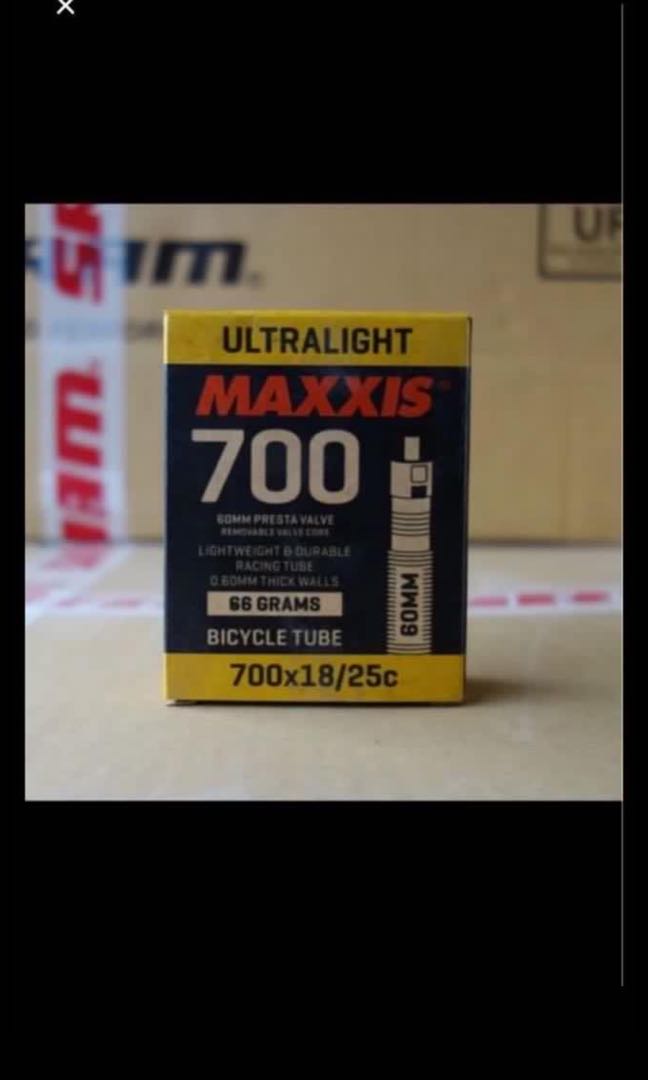 ULTRALIGHT
MAXXIS
700
60MM PRESTA VALVE
REMOVABLE VALVE CORE
LIGHTWEIGHT & DURABLE
RACING TUBE
0.60MM THICK WALLS
66 GRAMS
60MM
BICYCLE TUBE
700x18/25c